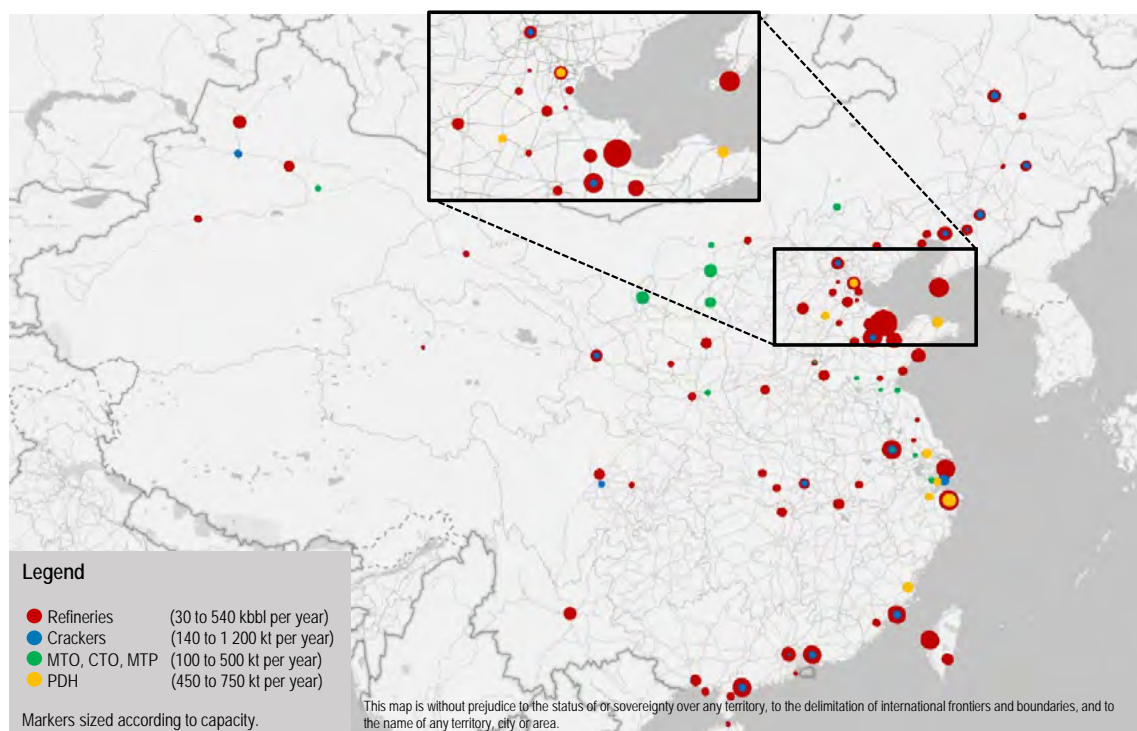 Legend
Refineries (30 to 540 kbbl per year)
Crackers (140 to 1 200 kt per year)
MTO, CTO, MTP (100 to 500 kt per year)
PDH (450 to 750 kt per year)
Markers sized according to capacity.
This map is without prejudice to the status of or sovereignty over any territory, to the delimitation of international frontiers and boundaries, and to
the name of any territory, city or area.